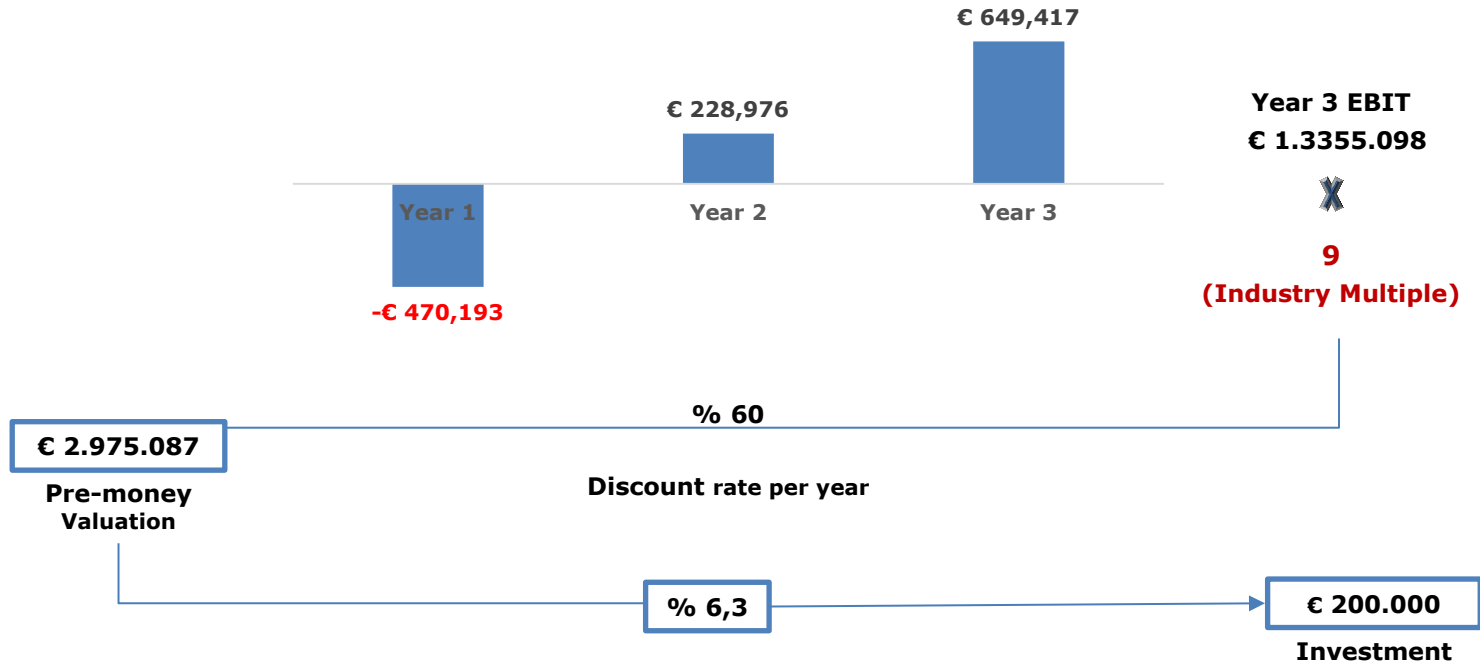 € 649,417
€ 228,976
Year 1
Year 2
Year 3
-€ 470,193
Year 3 EBIT
€ 1.3355.098
X
9
(Industry Multiple)
% 60
€ 2.975.087
Pre-money
Valuation
Discount rate per year
% 6,3
€ 200.000
Investment